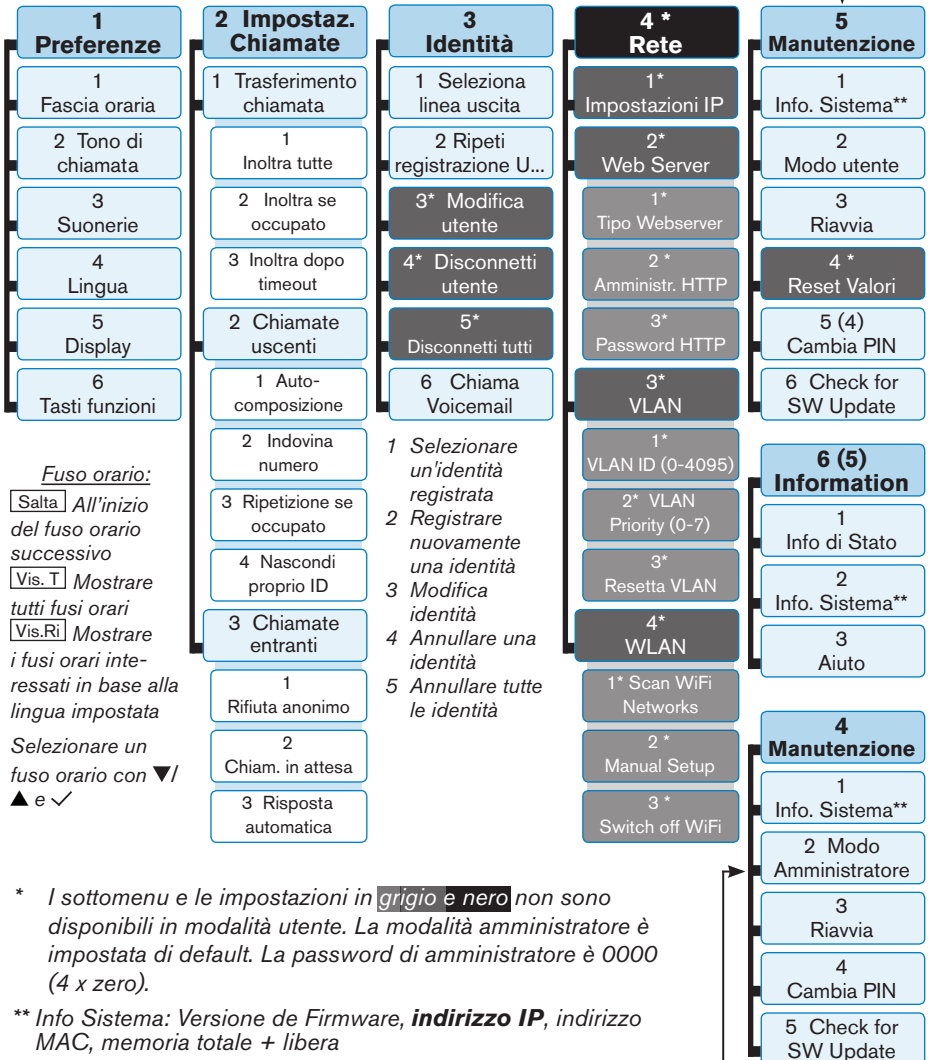 1
Preferenze
1
Fascia oraria
2 Tono di
chiamata
3
Suonerie
4
Lingua
5
Display
6
Tasti funzioni
Fuso orario:
Salta All'inizio
del fuso orario
successivo
Vis. T Mostrare
tutti fusi orari
Vis.Ri Mostrare
i fusi orari inte-
ressati in base alla
lingua impostata
Selezionare un
fuso orario con ▼/
▲ e ✓
2 Impostaz.
Chiamate
1 Trasferimento
chiamata
1
Inoltra tutte
2 Inoltra se
occupato
3 Inoltra dopo
timeout
2 Chiamate
uscenti
1 Auto-
composizione
2 Indovina
numero
3 Ripetizione se
occupato
4 Nascondi
proprio ID
3 Chiamate
entranti
1
Rifiuta anonimo
2
Chiam. in attesa
3 Risposta
automatica
3
Identità
1 Seleziona
linea uscita
2 Ripeti
registrazione U...
3* Modifica
utente
4* Disconnetti
utente
5*
Disconnetti tutti
6 Chiama
Voicemail
1 Selezionare
un'identità
registrata
2 Registrare
nuovamente
una identità
3 Modifica
identità
4 Annullare una
identità
5 Annullare tutte
le identità
4 *
Rete
1*
Impostazioni IP
2*
Web Server
1*
Tipo Webserver
2 *
Amministr. HTTP
3*
Password HTTP
3*
VLAN
1*
VLAN ID (0-4095)
2* VLAN
Priority (0-7)
3*
Resetta VLAN
4*
WLAN
1* Scan WiFi
Networks
2 *
Manual Setup
3 *
Switch off WiFi
5
Manutenzione
1
Info. Sistema**
2
Modo utente
3
Riavvia
4 *
Reset Valori
5 (4)
Cambia PIN
6 Check for
SW Update
6 (5)
Information
1
Info di Stato
2
Info. Sistema**
3
Aiuto
4
Manutenzione
1
Info. Sistema**
2 Modo
Amministratore
3
Riavvia
4
Cambia PIN
5 Check for
SW Update
* I sottomenu e le impostazioni in grigio e nero non sono
disponibili in modalità utente. La modalità amministratore è
impostata di default. La password di amministratore è 0000
(4 x zero).
** Info Sistema: Versione de Firmware, indirizzo IP, indirizzo
MAC, memoria totale + libera